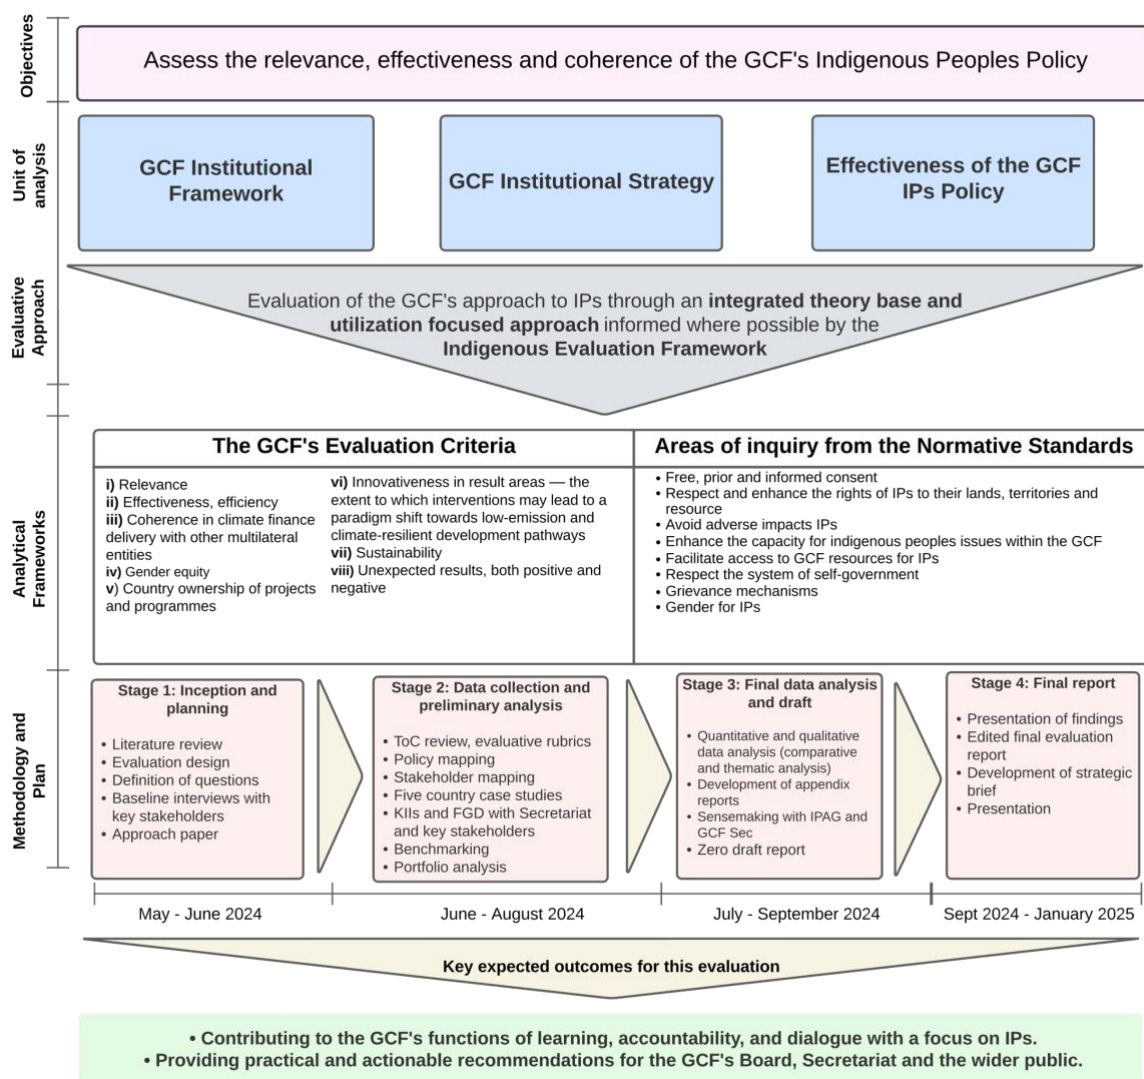 Objectives
Assess the relevance, effectiveness and coherence of the GCF's Indigenous Peoples Policy
Unit of
analysis
GCF Institutional
Framework
GCF Institutional Strategy
Effectiveness of the GCF
IPs Policy
Evaluative
Approach
Evaluation of the GCF's approach to IPs through an integrated theory base and
utilization focused approach informed where possible by the
Indigenous Evaluation Framework
Analytical
Frameworks
The GCF's Evaluation Criteria
i) Relevance
ii) Effectiveness, efficiency
iii) Coherence in climate finance
delivery with other multilateral
entities
iv) Gender equity
v) Country ownership of projects
and programmes
vi) Innovativeness in result areas — the
extent to which interventions may lead to a
paradigm shift towards low-emission and
climate-resilient development pathways
vii) Sustainability
viii) Unexpected results, both positive and
negative
Areas of inquiry from the Normative Standards
• Free, prior and informed consent
• Respect and enhance the rights of IPs to their lands, territories and
resource
• Avoid adverse impacts IPs
• Enhance the capacity for indigenous peoples issues within the GCF
• Facilitate access to GCF resources for IPs
• Respect the system of self-government
• Grievance mechanisms
• Gender for IPs
Methodology and
Plan
Stage 1: Inception and
planning
• Literature review
• Evaluation design
• Definition of questions
• Baseline interviews with
key stakeholders
• Approach paper
Stage 2: Data collection and
preliminary analysis
• ToC review, evaluative rubrics
• Policy mapping
• Stakeholder mapping
• Five country case studies
• KIIs and FGD with Secretariat
and key stakeholders
• Benchmarking
• Portfolio analysis
Stage 3: Final data analysis
and draft
• Quantitative and qualitative
data analysis (comparative
and thematic analysis)
• Development of appendix
reports
• Sensemaking with IPAG and
GCF Sec
• Zero draft report
Stage 4: Final report
• Presentation of findings
• Edited final evaluation
report
• Development of strategic
brief
• Presentation
May - June 2024
June - August 2024
July - September 2024
Sept 2024 - January 2025
Key expected outcomes for this evaluation
• Contributing to the GCF's functions of learning, accountability, and dialogue with a focus on IPs.
• Providing practical and actionable recommendations for the GCF's Board, Secretariat and the wider public.